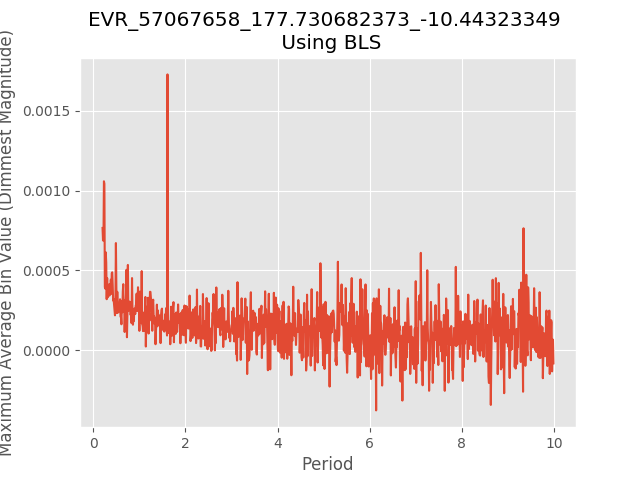 EVR_57067658_177.730682373_-10.44323349
Using BLS
Maximum Average Bin Value (Dimmest Magnitude)
0.0015
0.0010
0.0005
0.0000
0
2
4
6
8
10
Period